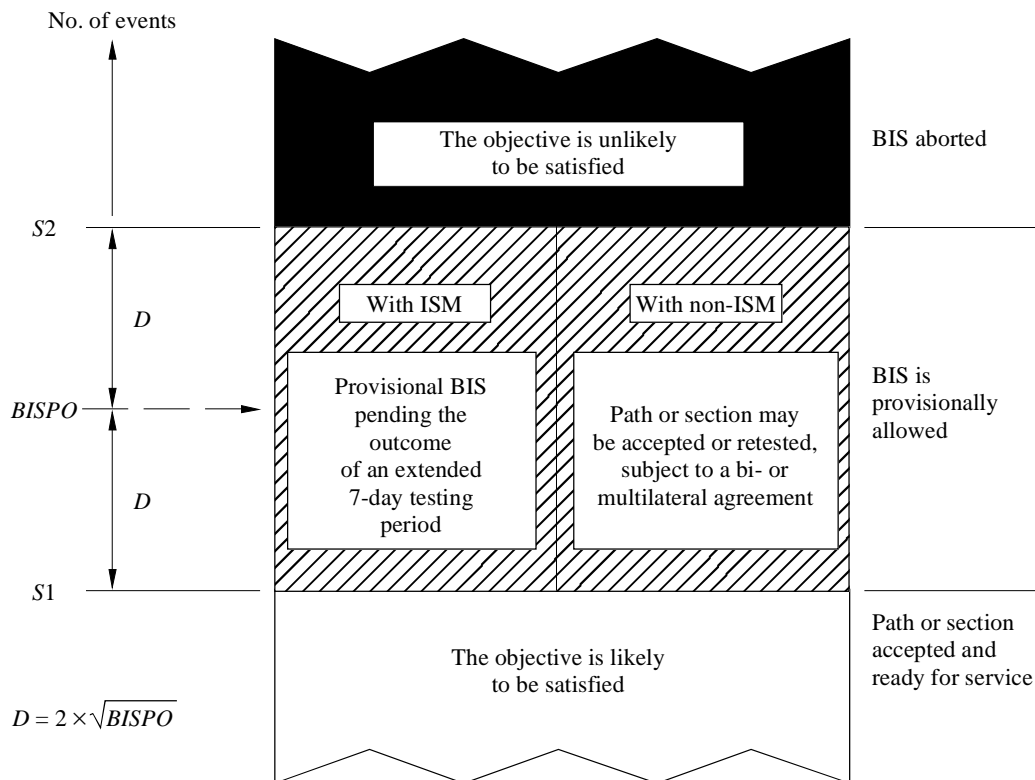 No. of events
The objective is unlikely
to be satisfied
BIS aborted
S2
D
With ISM
With non-ISM
BISPO
Provisional BIS
pending the
outcome
of an extended
7-day testing
period
Path or section may
be accepted or retested,
subject to a bi- or
multilateral agreement
BIS is
provisionally
allowed
D
S1
The objective is likely
to be satisfied
Path or section
accepted and
ready for service
D = 2 × √BISPO